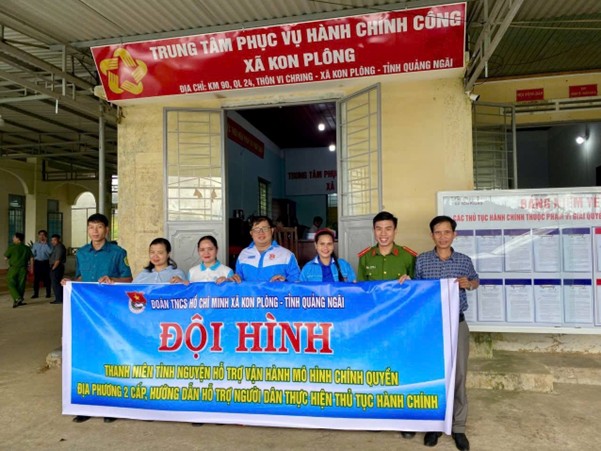 TRUNG TÂM PHỤC VỤ HÀNH CHÍNH CÔNG
XÃ KON PLÔNG
ĐỊA CHỈ: KM 90, QL 24, THÔN VI CHRING - XÃ KON PLÔNG - TỈNH QUẢNG NGÃI
TRUNG TÂM PHỤC
XÃ
CÁC THỦ TỤC HÀNH CHÍNH THUỘC PHẠM VI GIẢI QUYẾT
ĐOÀN TNCS HỒ CHÍ MINH XÃ KON PLÔNG - TỈNH QUẢNG NGÃI
ĐỘI HÌNH
THANH NIÊN TÌNH NGUYỆN HỖ TRỢ VẬN HÀNH MÔ HÌNH CHÍNH QUYỀN
ĐỊA PHƯƠNG 2 CẤP, HƯỚNG DẪN HỖ TRỢ NGƯỜI DÂN THỰC HIỆN THỦ TỤC HÀNH CHÍNH